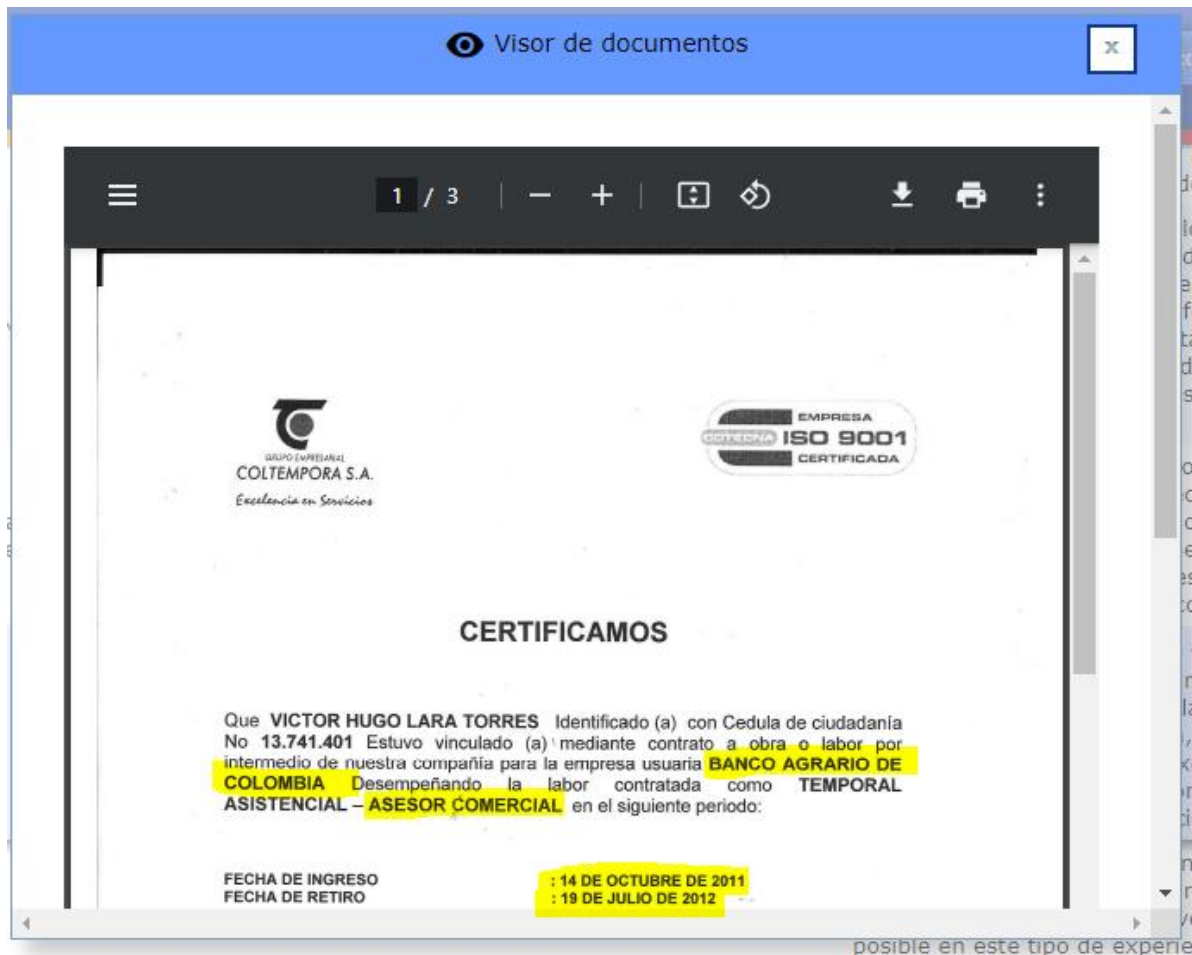 Visor de documentos
x
1 / 3
GRUPO EMPRESARIAL
COLTEMPORA S.A.
Excelencia en Servicios
EMPRESA
COTECNA ISO 9001
CERTIFICADA
CERTIFICAMOS
Que VICTOR HUGO LARA TORRES Identificado (a) con Cedula de ciudadanía
No 13.741.401 Estuvo vinculado (a) mediante contrato a obra o labor por
intermedio de nuestra compañía para la empresa usuaria BANCO AGRARIO DE
COLOMBIA Desempeñando la labor contratada como TEMPORAL
ASISTENCIAL – ASESOR COMERCIAL en el siguiente periodo:
FECHA DE INGRESO : 14 DE OCTUBRE DE 2011
FECHA DE RETIRO : 19 DE JULIO DE 2012
posible en este tipo de experie